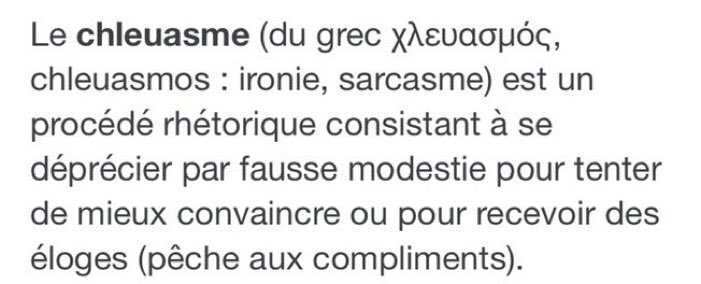 Le chleuasme (du grec χλευασμός,
chleuasmos : ironie, sarcasme) est un
procédé rhétorique consistant à se
déprécier par fausse modestie pour tenter
de mieux convaincre ou pour recevoir des
éloges (pêche aux compliments).